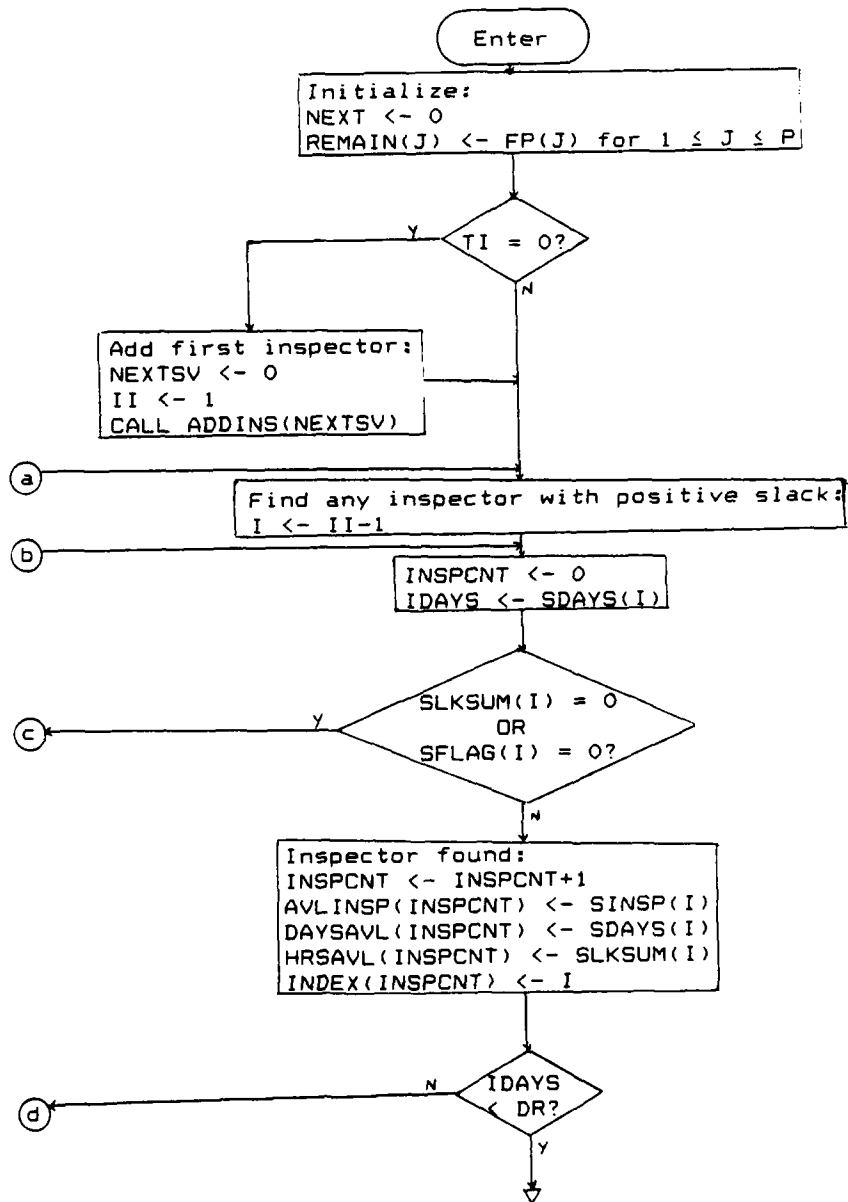 Enter
Initialize:
NEXT <- 0
REMAIN(J) <- FP(J) for 1 ≤ J ≤ P
TI = 0?
Y
N
Add first inspector:
NEXTSV <- 0
II <- 1
CALL ADDINS(NEXTSV)
a
Find any inspector with positive slack:
I <- II-1
b
INSPCNT <- 0
IDAYS <- SDAYS(I)
SLKSUM(I) = 0
OR
SFLAG(I) = 0?
Y
c
N
Inspector found:
INSPCNT <- INSPCNT+1
AVLINSP(INSPCNT) <- SINSP(I)
DAYSAVL(INSPCNT) <- SDAYS(I)
HRSAVL(INSPCNT) <- SLKSUM(I)
INDEX(INSPCNT) <- I
IDAYS
< DR?
N
d
Y